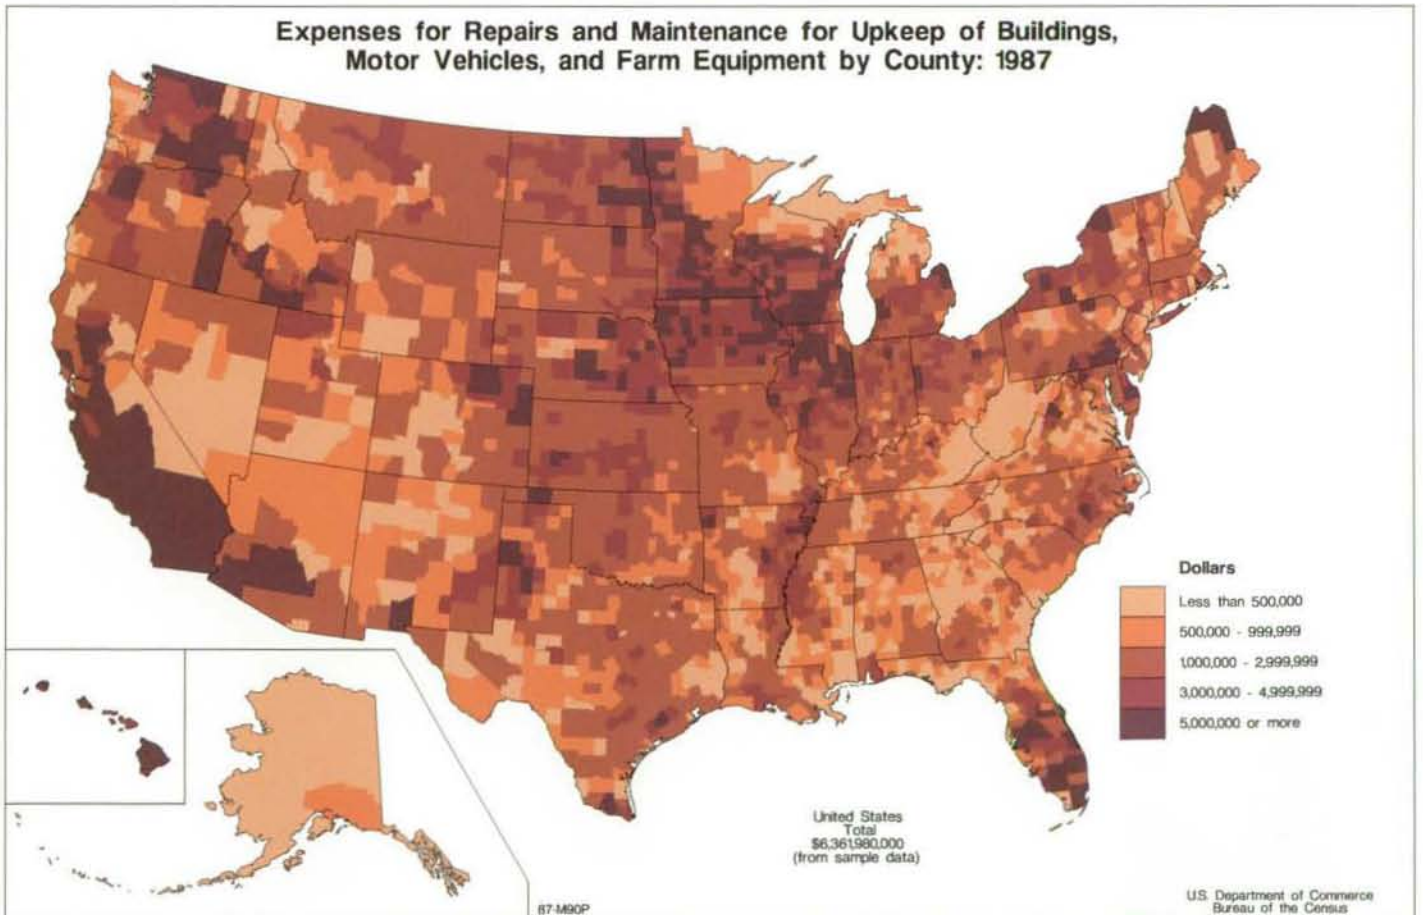 Expenses for Repairs and Maintenance for Upkeep of Buildings,
Motor Vehicles, and Farm Equipment by County: 1987
Dollars
Less than 500,000
500,000 - 999,999
1,000,000 - 2,999,999
3,000,000 - 4,999,999
5,000,000 or more
United States
Total
$6,361,980,000
(from sample data)
87-M90P
U.S. Department of Commerce
Bureau of the Census